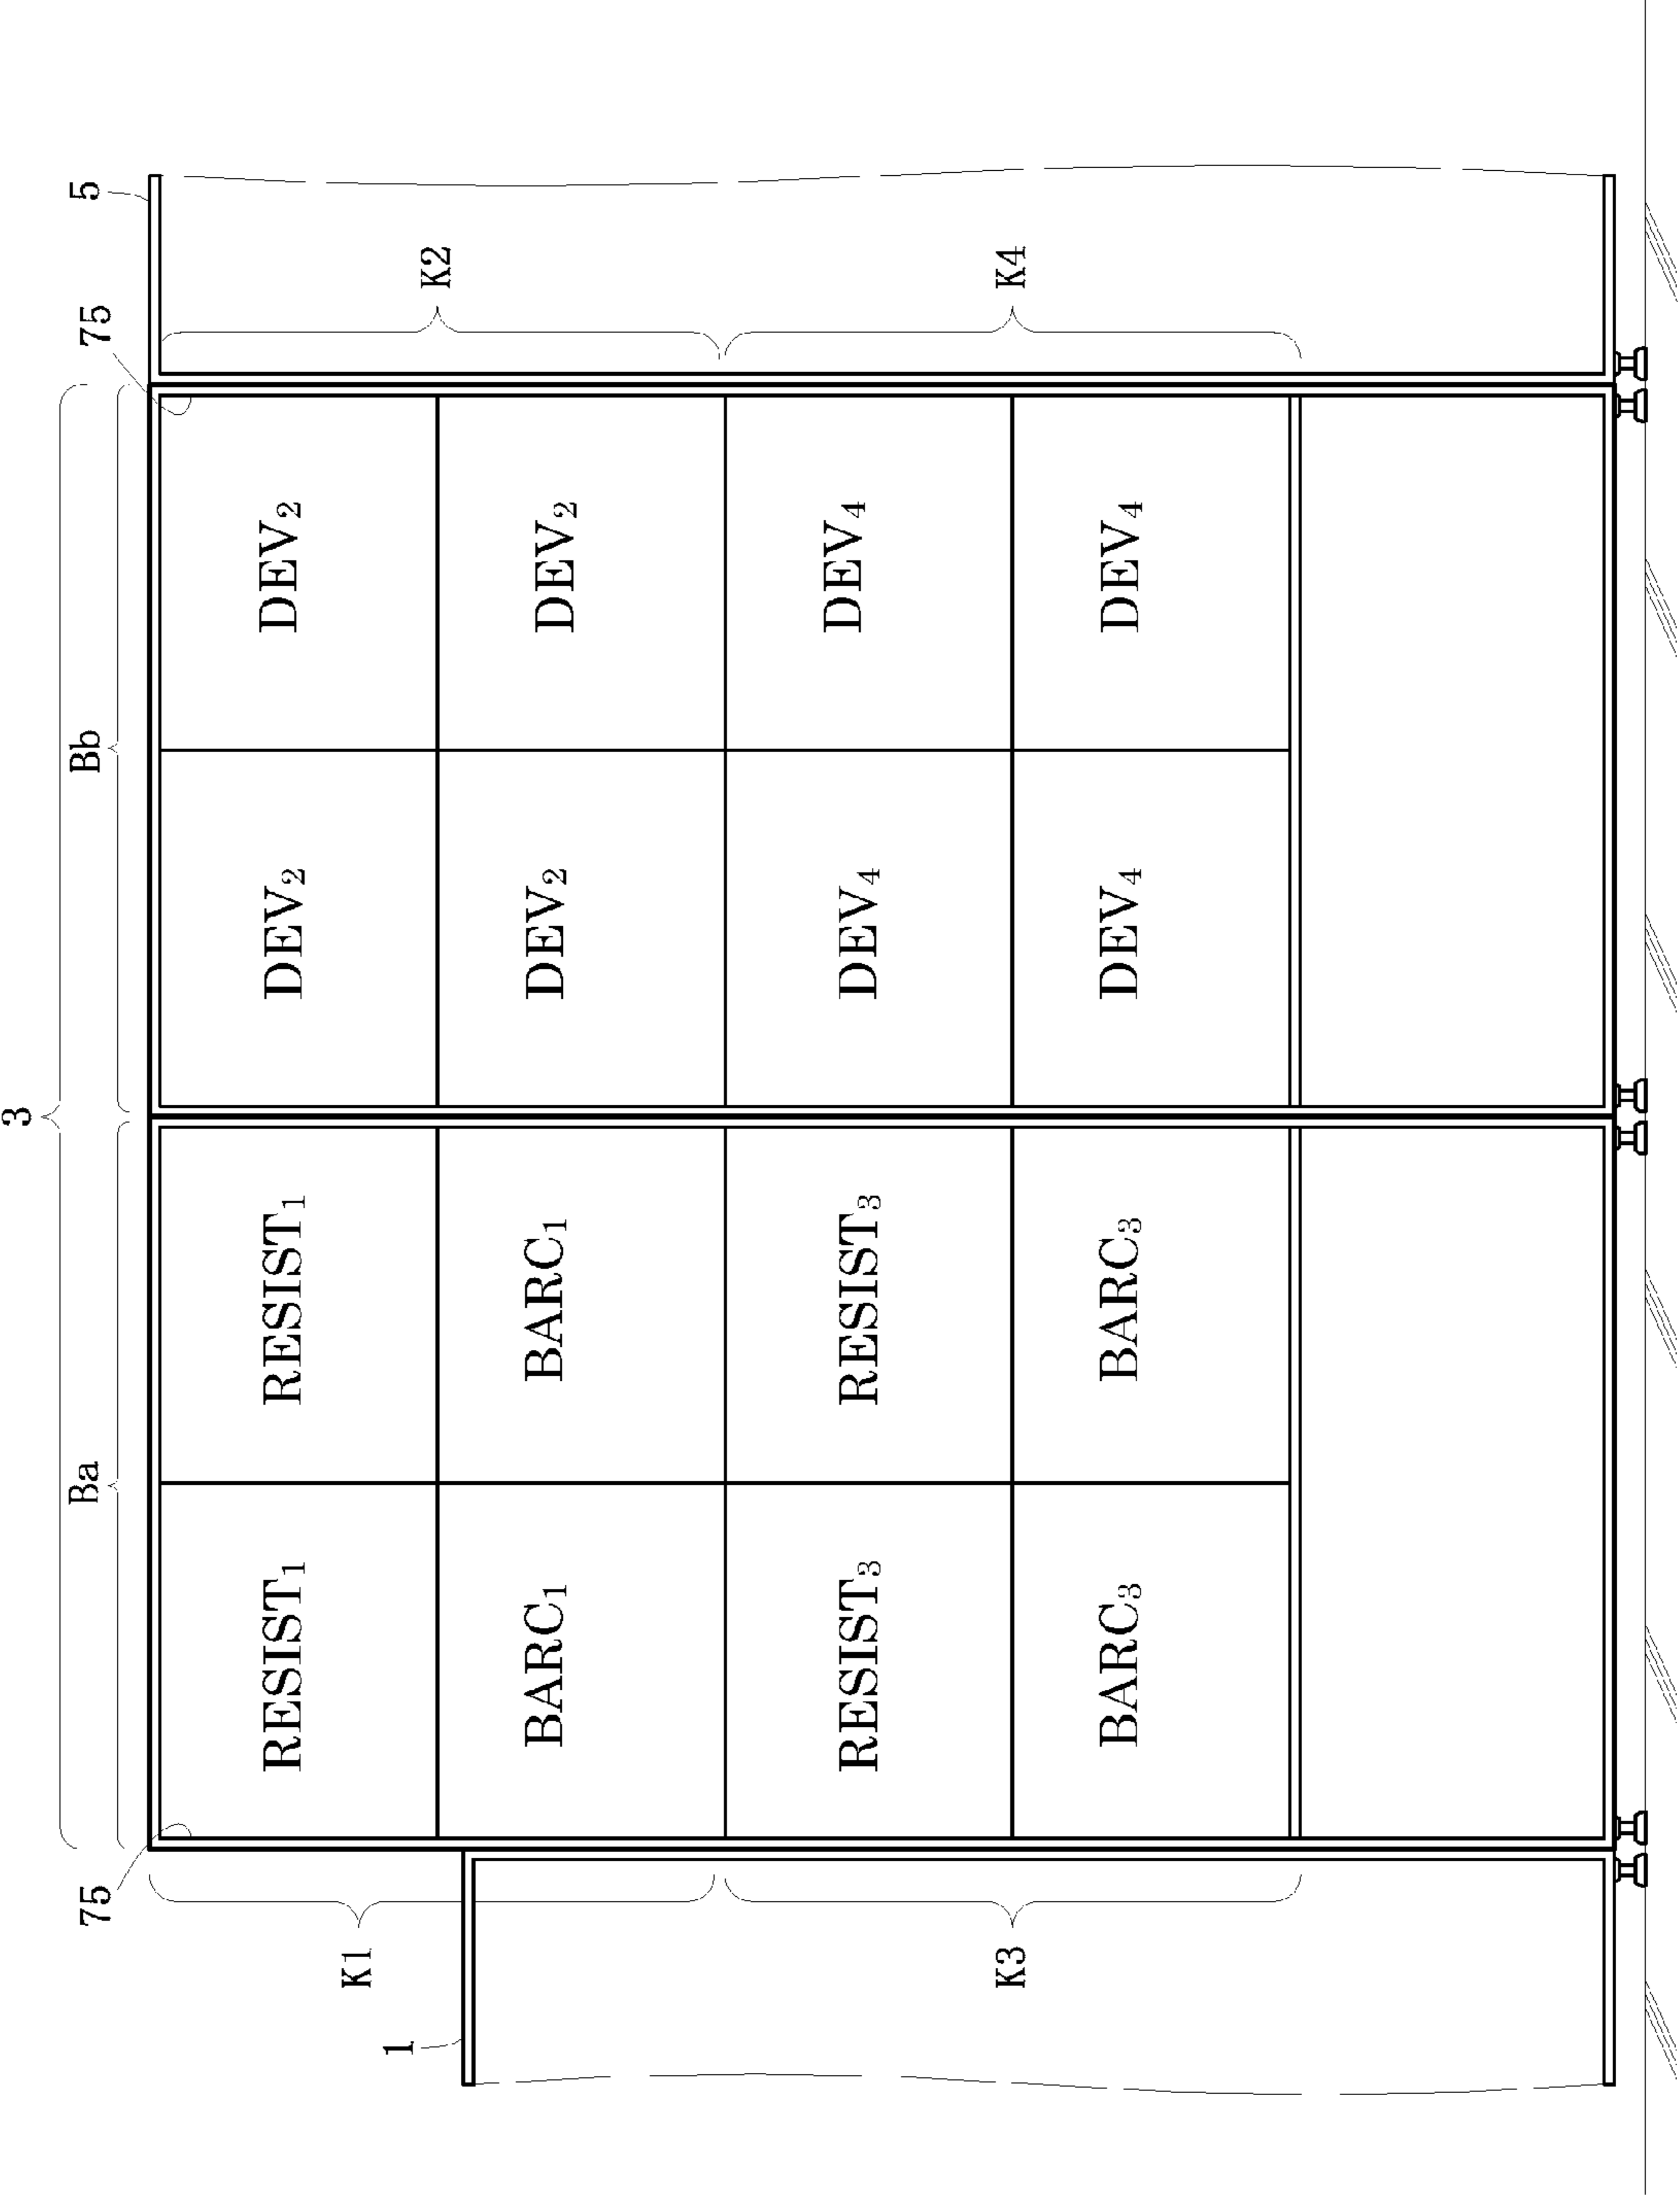 3
Ba
Bb
75
75
5
RESIST₁
RESIST₁
DEV₂
DEV₂
K1
K2
1
BARC₁
BARC₁
DEV₂
DEV₂
RESIST₃
RESIST₃
DEV₄
DEV₄
K3
K4
BARC₃
BARC₃
DEV₄
DEV₄